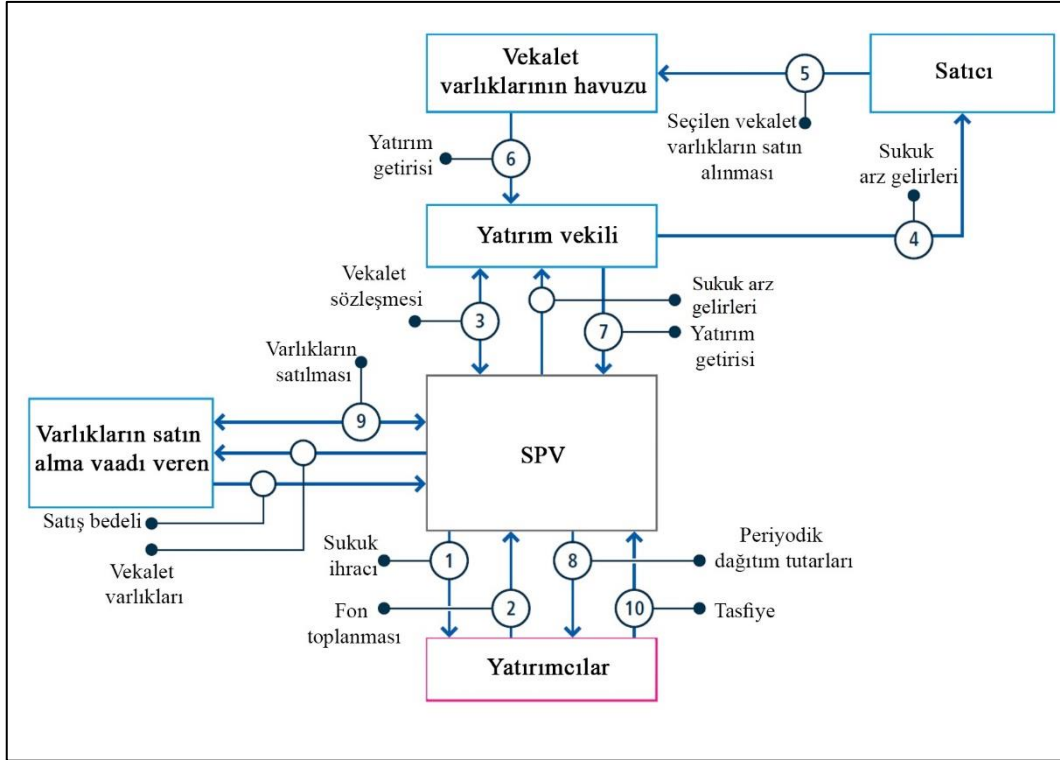 Vekalet
varlıklarının havuzu
5
Satıcı
Seçilen vekalet
varlıkların satın
alınması
Yatırım
getirisi
6
Sukuk
arz gelirleri
Yatırım vekili
4
Vekalet
sözleşmesi
3
Sukuk arz
gelirleri
7
Yatırım
getirisi
Varlıkların
satılması
9
Varlıkların satın
alma vaadı veren
SPV
Satış bedeli
Vekalet
varlıkları
Sukuk
ihracı
1
8
Periyodik
dağıtım tutarları
Fon
toplanması
2
10
Tasfiye
Yatırımcılar